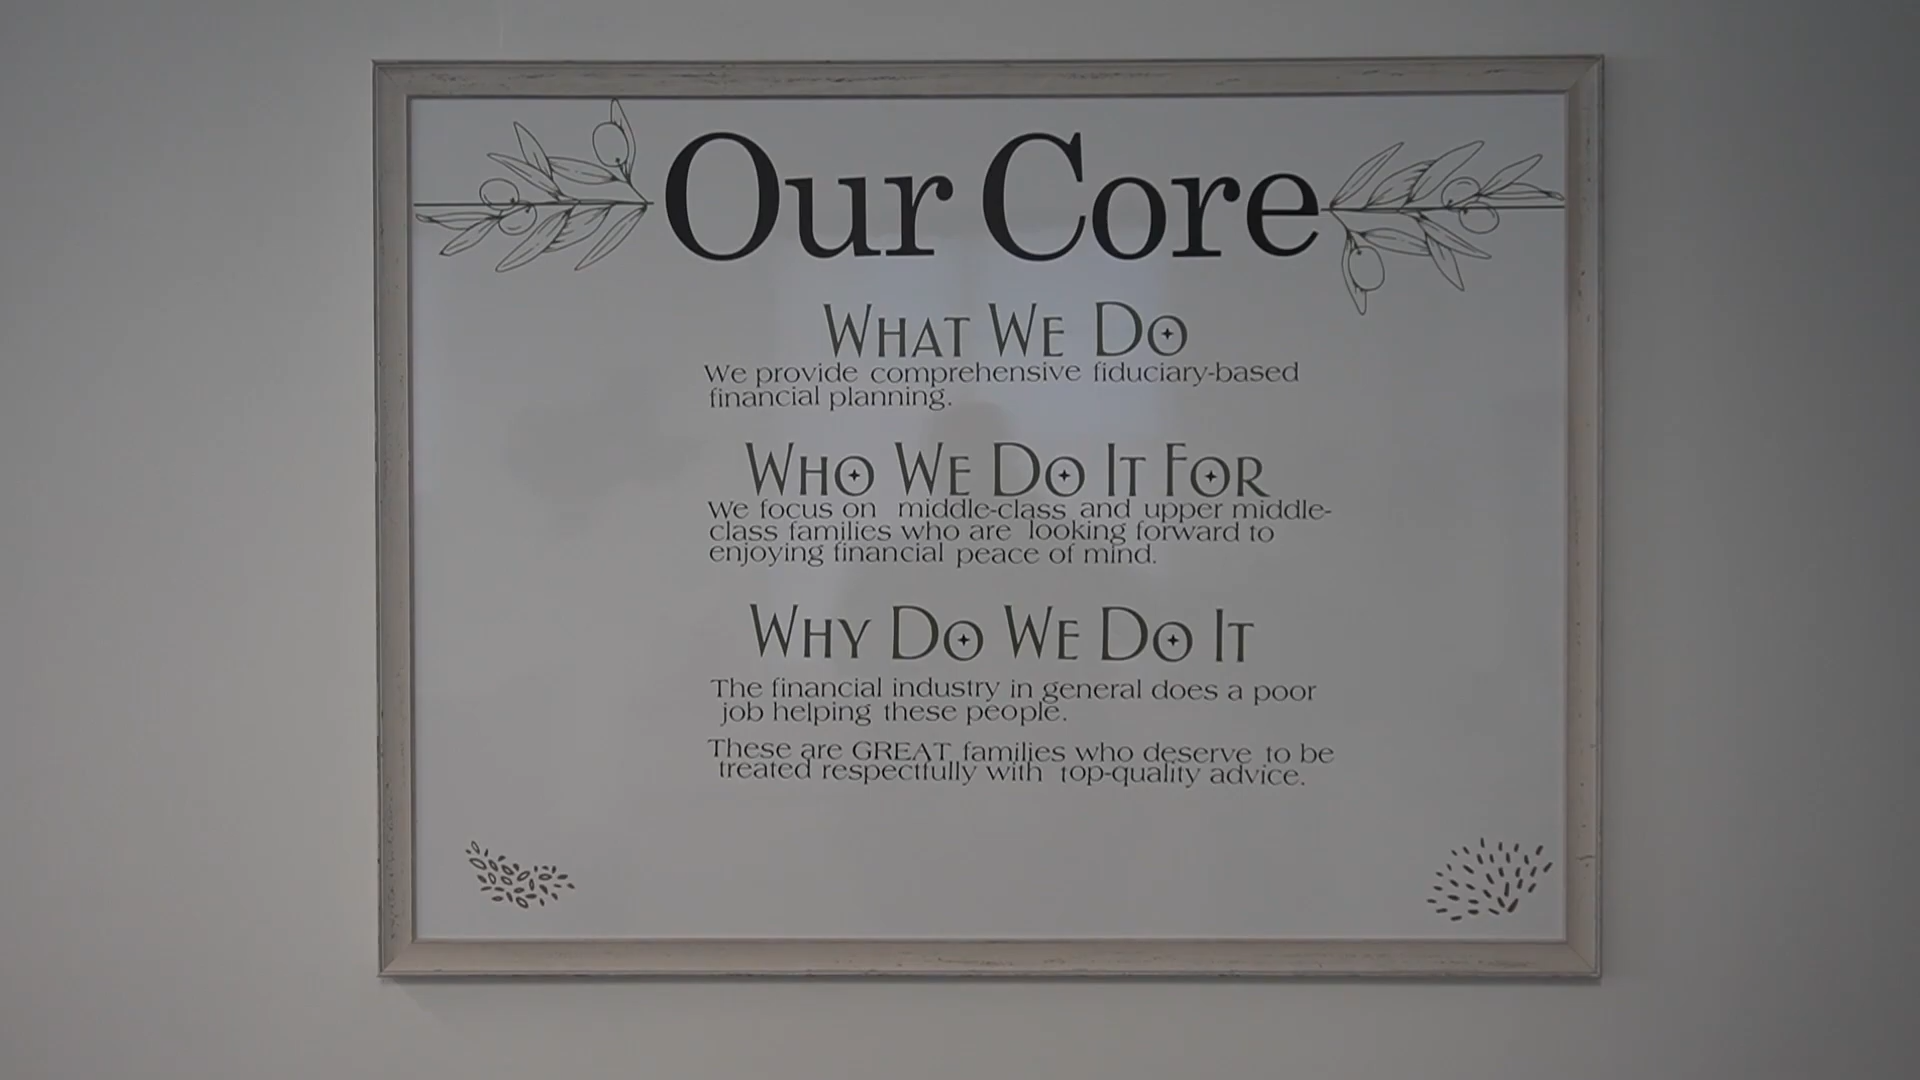 Our Core
WHAT WE DO
We provide comprehensive fiduciary-based
financial planning.
WHO WE DO IT FOR
We focus on middle-class and upper middle-
class families who are looking forward to
enjoying financial peace of mind.
WHY DO WE DO IT
The financial industry in general does a poor
job helping these people.
These are GREAT families who deserve to be
treated respectfully with top-quality advice.